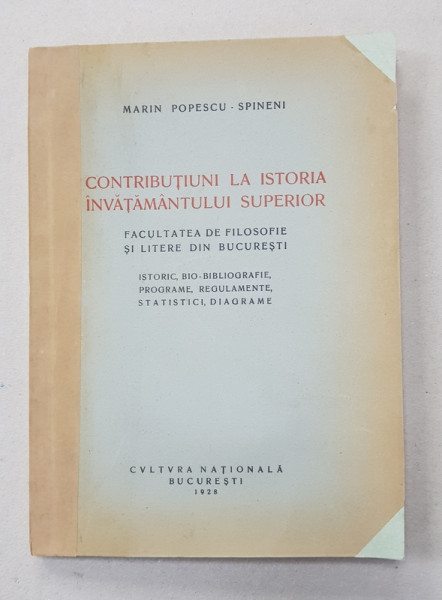 MARIN POPESCU - SPINENI
CONTRIBUȚIUNI LA ISTORIA
ÎNVĂȚĂMÂNTULUI SUPERIOR
FACULTATEA DE FILOSOFIE
ȘI LITERE DIN BUCUREȘTI
ISTORIC, BIO-BIBLIOGRAFIE,
PROGRAME, REGULAMENTE,
STATISTICI, DIAGRAME
CVLTVRA NAȚIONALĂ
BUCUREȘTI
1928